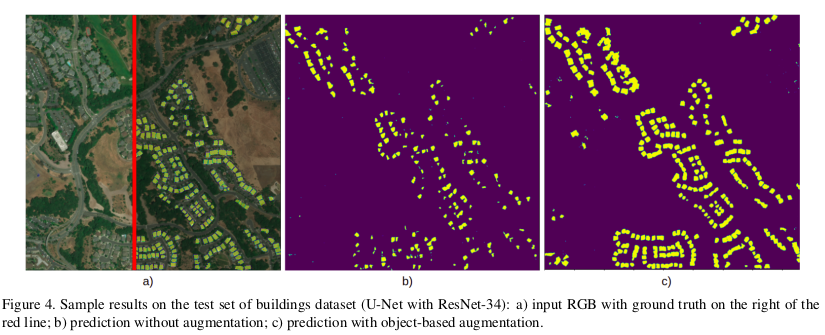 a)
b)
c)
Figure 4. Sample results on the test set of buildings dataset (U-Net with ResNet-34): a) input RGB with ground truth on the right of the
red line; b) prediction without augmentation; c) prediction with object-based augmentation.